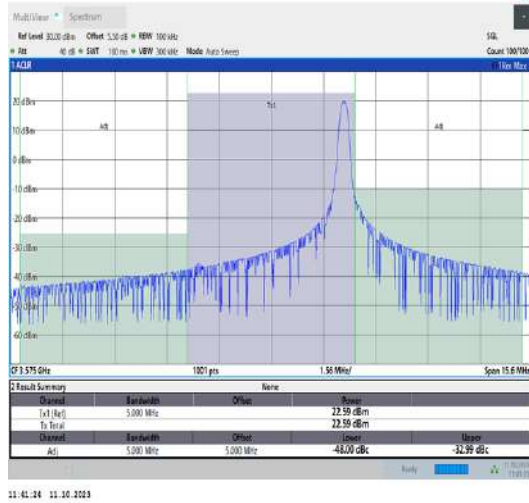 MultiView Spectrum
Ref Level 30.00 dBm Offset 5.50 dB RBW 100 kHz SGL
Att 40 dB SWT 100 ms VBW 300 kHz Mode Auto Sweep Count 100/100
1 ACLR 1Rm Max
20 dBm
Tx1
Adj Adj
10 dBm
0 dBm
-10 dBm
-20 dBm
-30 dBm
-40 dBm
-50 dBm
-60 dBm
CF 3.575 GHz 1001 pts 1.56 MHz/ Span 15.6 MHz
2 Result Summary None
Channel Bandwidth Offset Power
Tx1 (Ref) 5.000 MHz 22.59 dBm
Tx Total 22.59 dBm
Channel Bandwidth Offset Lower Upper
Adj 5.000 MHz 5.000 MHz -48.00 dBc -32.99 dBc
Ready
11:41:24 11.10.2023